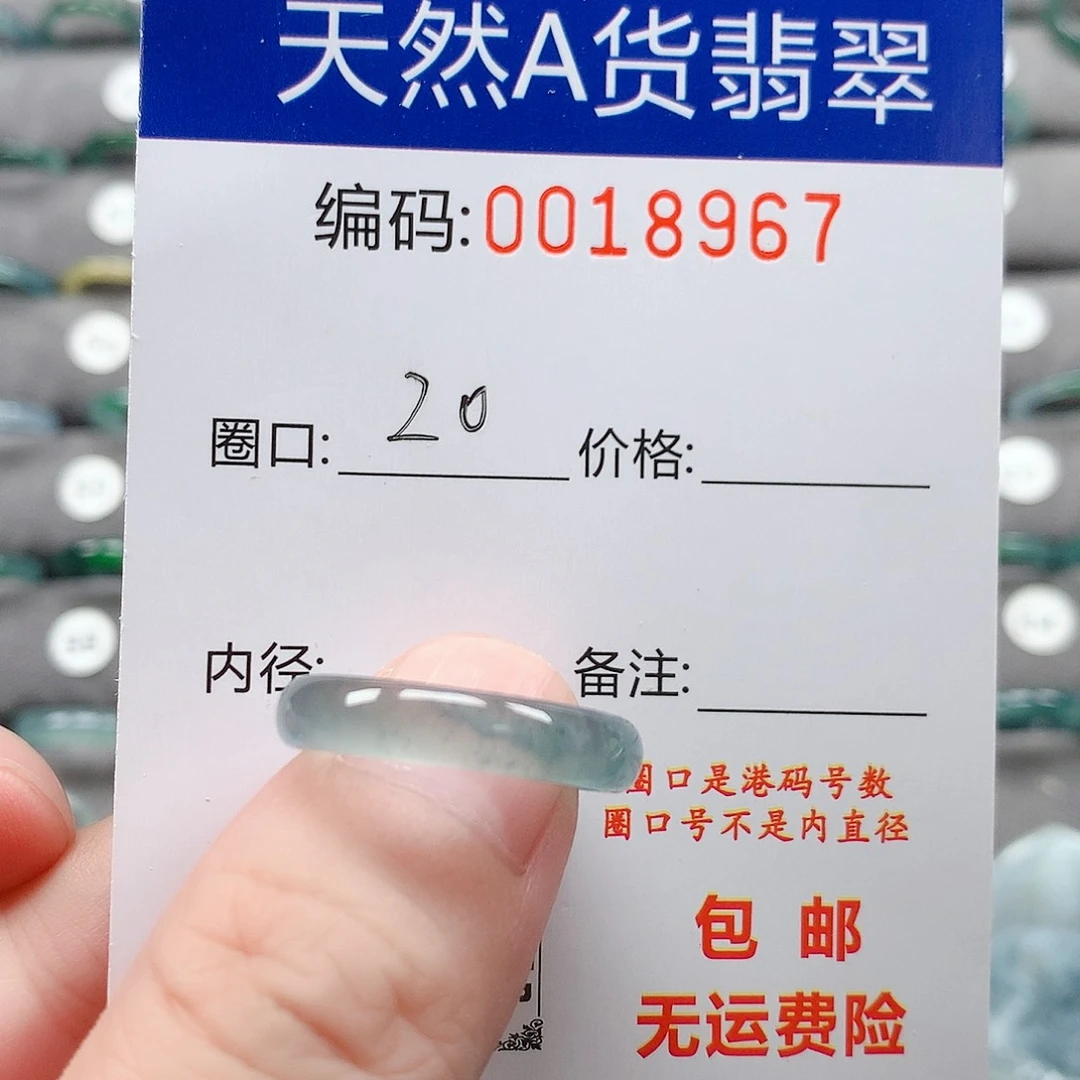 天然A货翡翠
编码:0018967
圈口: 20 价格:
内径: 备注:
圈口是港码号数
圈口号不是内直径
包邮
无运费险